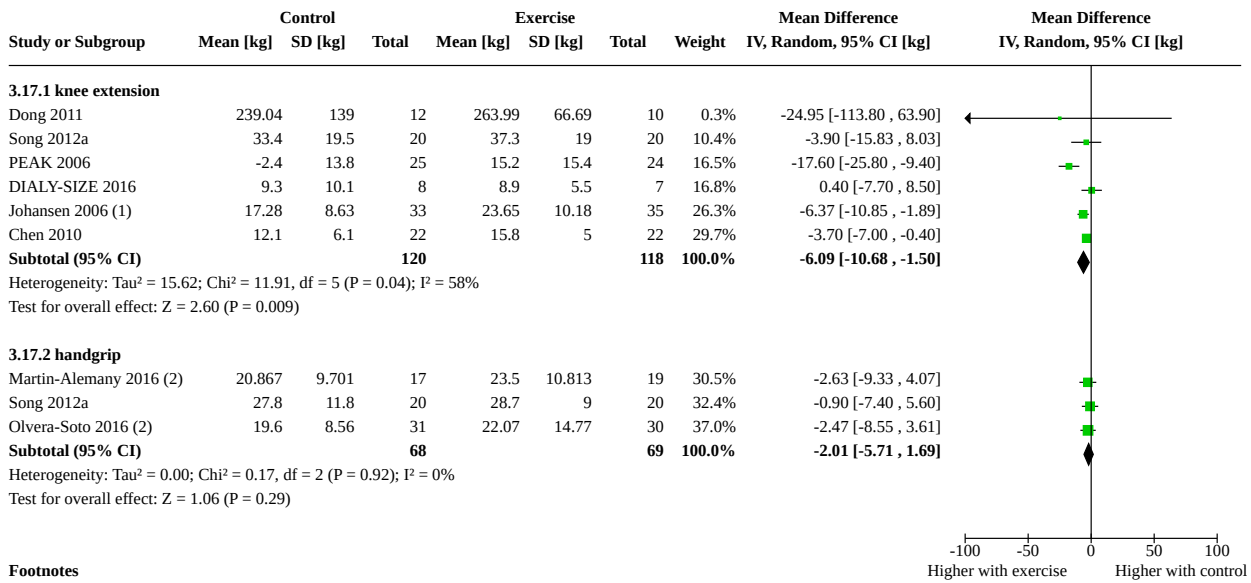 Control Exercise Mean Difference Mean Difference
Study or Subgroup Mean [kg] SD [kg] Total Mean [kg] SD [kg] Total Weight IV, Random, 95% CI [kg] IV, Random, 95% CI [kg]
3.17.1 knee extension
Dong 2011 239.04 139 12 263.99 66.69 10 0.3% -24.95 [-113.80 , 63.90]
Song 2012a 33.4 19.5 20 37.3 19 20 10.4% -3.90 [-15.83 , 8.03]
PEAK 2006 -2.4 13.8 25 15.2 15.4 24 16.5% -17.60 [-25.80 , -9.40]
DIALY-SIZE 2016 9.3 10.1 8 8.9 5.5 7 16.8% 0.40 [-7.70 , 8.50]
Johansen 2006 (1) 17.28 8.63 33 23.65 10.18 35 26.3% -6.37 [-10.85 , -1.89]
Chen 2010 12.1 6.1 22 15.8 5 22 29.7% -3.70 [-7.00 , -0.40]
Subtotal (95% CI) 120 118 100.0% -6.09 [-10.68 , -1.50]
Heterogeneity: Tau² = 15.62; Chi² = 11.91, df = 5 (P = 0.04); I² = 58%
Test for overall effect: Z = 2.60 (P = 0.009)
3.17.2 handgrip
Martin-Alemany 2016 (2) 20.867 9.701 17 23.5 10.813 19 30.5% -2.63 [-9.33 , 4.07]
Song 2012a 27.8 11.8 20 28.7 9 20 32.4% -0.90 [-7.40 , 5.60]
Olvera-Soto 2016 (2) 19.6 8.56 31 22.07 14.77 30 37.0% -2.47 [-8.55 , 3.61]
Subtotal (95% CI) 68 69 100.0% -2.01 [-5.71 , 1.69]
Heterogeneity: Tau² = 0.00; Chi² = 0.17, df = 2 (P = 0.92); I² = 0%
Test for overall effect: Z = 1.06 (P = 0.29)
-100 -50 0 50 100
Footnotes Higher with exercise Higher with control